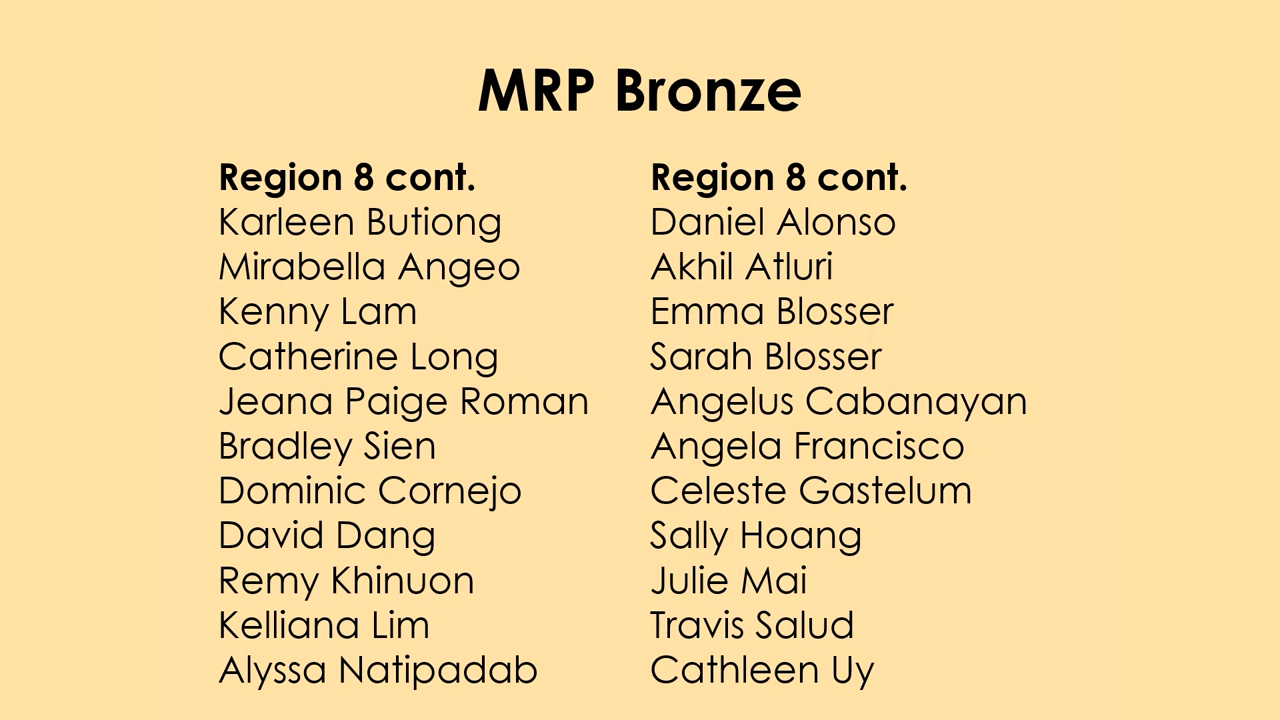 MRP Bronze
Region 8 cont.
Karleen Butiong
Mirabella Angeo
Kenny Lam
Catherine Long
Jeana Paige Roman
Bradley Sien
Dominic Cornejo
David Dang
Remy Khinuon
Kelliana Lim
Alyssa Natipadab
Region 8 cont.
Daniel Alonso
Akhil Atluri
Emma Blosser
Sarah Blosser
Angelus Cabanayan
Angela Francisco
Celeste Gastelum
Sally Hoang
Julie Mai
Travis Salud
Cathleen Uy